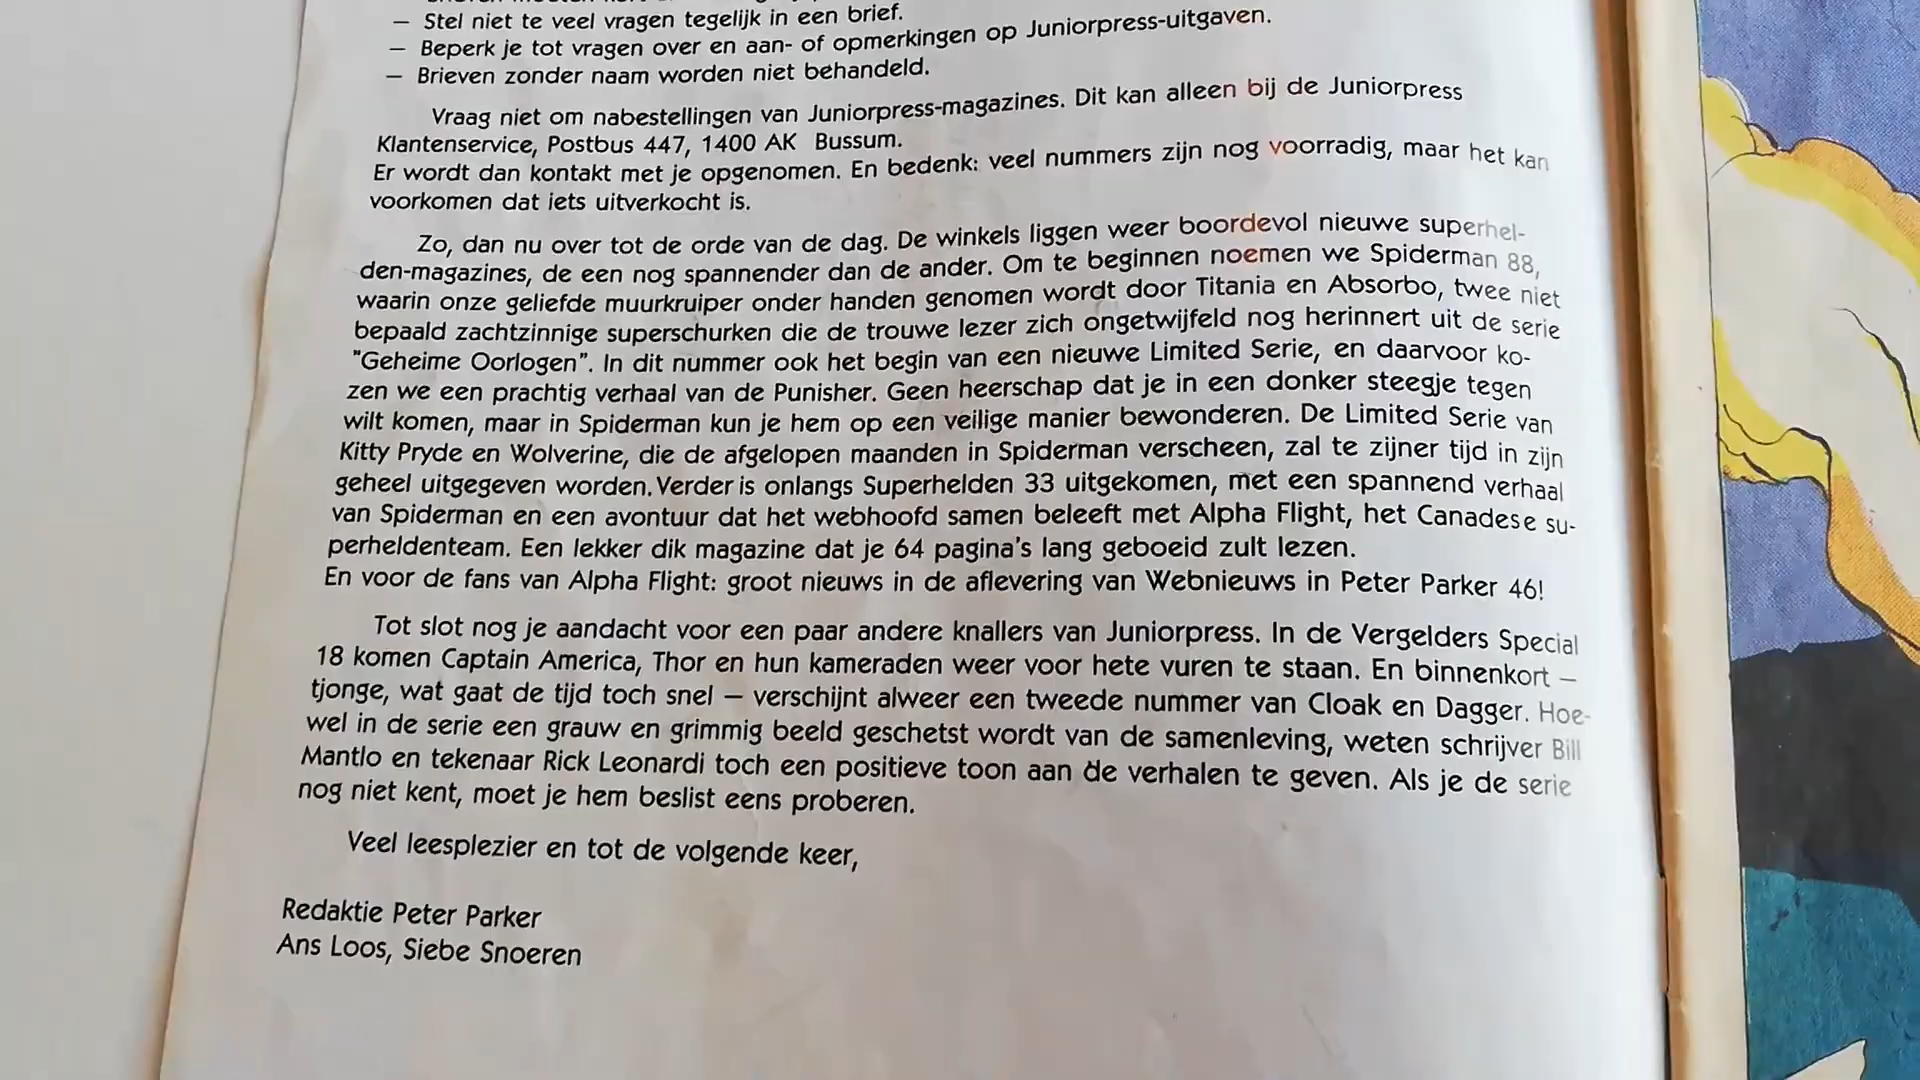 — Stel niet te veel vragen tegelijk in een brief.
— Beperk je tot vragen over en aan- of opmerkingen op Juniorpress-uitgaven.
— Brieven zonder naam worden niet behandeld.
Vraag niet om nabestellingen van Juniorpress-magazines. Dit kan alleen bij de Juniorpress
Klantenservice, Postbus 447, 1400 AK Bussum.
Er wordt dan kontakt met je opgenomen. En bedenk: veel nummers zijn nog voorradig, maar het kan
voorkomen dat iets uitverkocht is.
Zo, dan nu over tot de orde van de dag. De winkels liggen weer boordevol nieuwe superhel-
den-magazines, de een nog spannender dan de ander. Om te beginnen noemen we Spiderman 88,
waarin onze geliefde muurkruiper onder handen genomen wordt door Titania en Absorbo, twee niet
bepaald zachtzinnige superschurken die de trouwe lezer zich ongetwijfeld nog herinnert uit de serie
"Geheime Oorlogen". In dit nummer ook het begin van een nieuwe Limited Serie, en daarvoor ko-
zen we een prachtig verhaal van de Punisher. Geen heerschap dat je in een donker steegje tegen
wilt komen, maar in Spiderman kun je hem op een veilige manier bewonderen. De Limited Serie van
Kitty Pryde en Wolverine, die de afgelopen maanden in Spiderman verscheen, zal te zijner tijd in zijn
geheel uitgegeven worden. Verder is onlangs Superhelden 33 uitgekomen, met een spannend verhaal
van Spiderman en een avontuur dat het webhoofd samen beleeft met Alpha Flight, het Canadese su-
perheldenteam. Een lekker dik magazine dat je 64 pagina's lang geboeid zult lezen.
En voor de fans van Alpha Flight: groot nieuws in de aflevering van Webnieuws in Peter Parker 46!
Tot slot nog je aandacht voor een paar andere knallers van Juniorpress. In de Vergelders Special
18 komen Captain America, Thor en hun kameraden weer voor hete vuren te staan. En binnenkort —
tjonge, wat gaat de tijd toch snel — verschijnt alweer een tweede nummer van Cloak en Dagger. Hoe-
wel in de serie een grauw en grimmig beeld geschetst wordt van de samenleving, weten schrijver Bill
Mantlo en tekenaar Rick Leonardi toch een positieve toon aan de verhalen te geven. Als je de serie
nog niet kent, moet je hem beslist eens proberen.
Veel leesplezier en tot de volgende keer,
Redaktie Peter Parker
Ans Loos, Siebe Snoeren